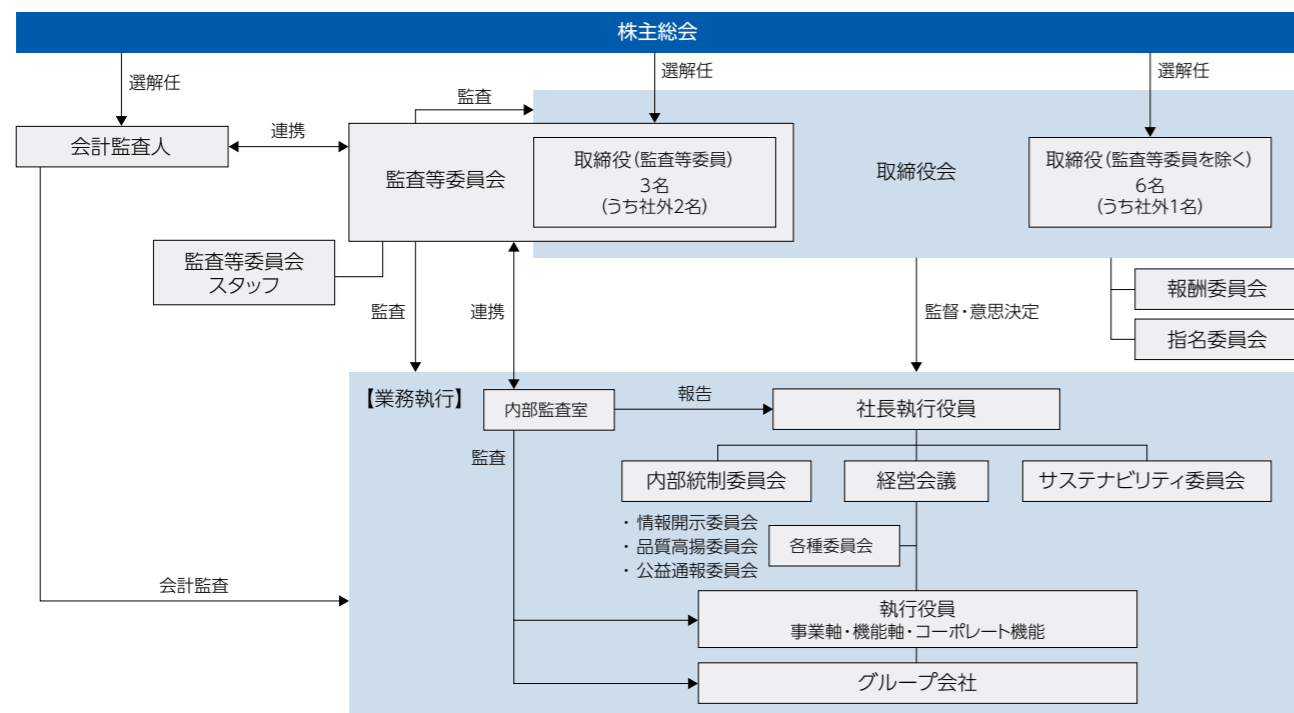 株主総会
選解任
選解任
選解任
監査
会計監査人
連携
監査等委員会
取締役(監査等委員)
3名
(うち社外2名)
取締役会
取締役(監査等委員を除く)
6名
(うち社外1名)
監査等委員会
スタッフ
監査
連携
監督・意思決定
報酬委員会
指名委員会
【業務執行】
内部監査室
報告
社長執行役員
監査
内部統制委員会
経営会議
サステナビリティ委員会
・情報開示委員会
・品質高揚委員会
・公益通報委員会
各種委員会
会計監査
執行役員
事業軸・機能軸・コーポレート機能
グループ会社